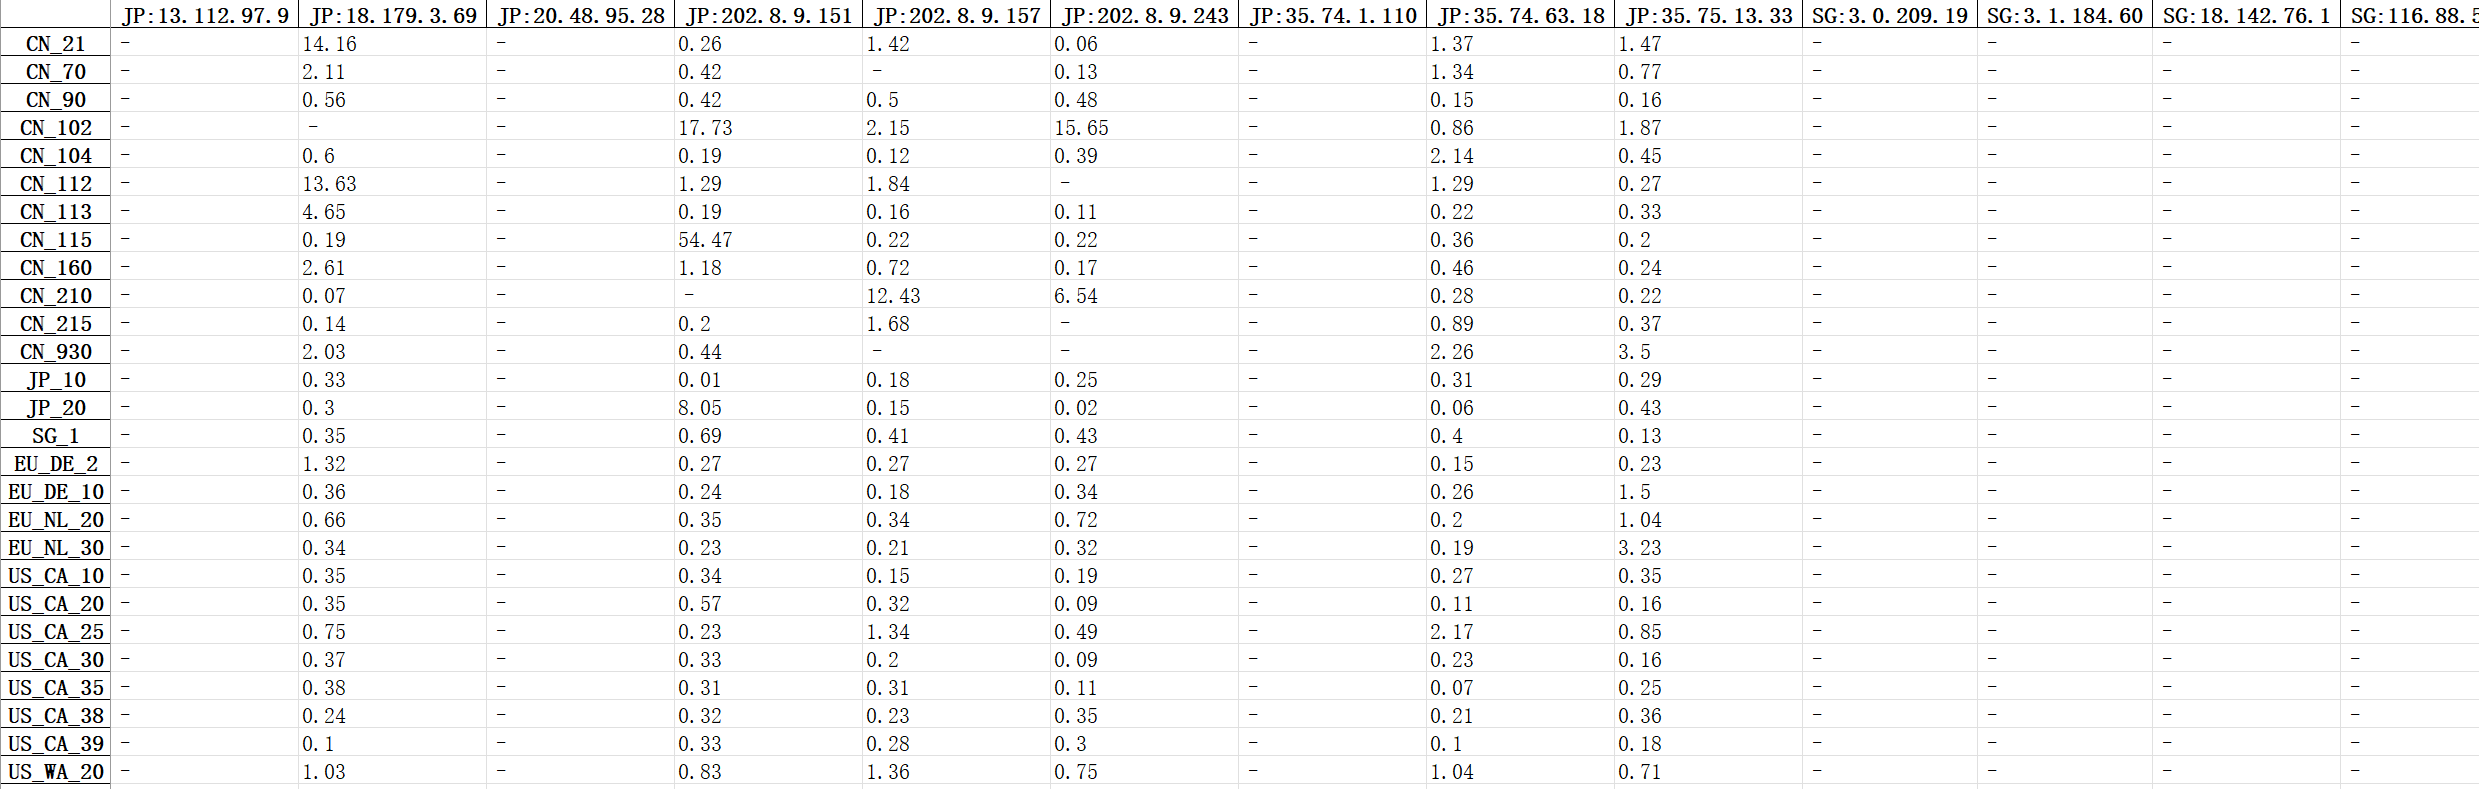 JP:13.112.97.9 JP:18.179.3.69 JP:20.48.95.28 JP:202.8.9.151 JP:202.8.9.157 JP:202.8.9.243 JP:35.74.1.110 JP:35.74.63.18 JP:35.75.13.33 SG:3.0.209.19 SG:3.1.184.60 SG:18.142.76.1 SG:116.88.5
CN_21 - 14.16 - 0.26 1.42 0.06 - 1.37 1.47 - - - -
CN_70 - 2.11 - 0.42 - 0.13 - 1.34 0.77 - - - -
CN_90 - 0.56 - 0.42 0.5 0.48 - 0.15 0.16 - - - -
CN_102 - - - 17.73 2.15 15.65 - 0.86 1.87 - - - -
CN_104 - 0.6 - 0.19 0.12 0.39 - 2.14 0.45 - - - -
CN_112 - 13.63 - 1.29 1.84 - - 1.29 0.27 - - - -
CN_113 - 4.65 - 0.19 0.16 0.11 - 0.22 0.33 - - - -
CN_115 - 0.19 - 54.47 0.22 0.22 - 0.36 0.2 - - - -
CN_160 - 2.61 - 1.18 0.72 0.17 - 0.46 0.24 - - - -
CN_210 - 0.07 - - 12.43 6.54 - 0.28 0.22 - - - -
CN_215 - 0.14 - 0.2 1.68 - - 0.89 0.37 - - - -
CN_930 - 2.03 - 0.44 - - - 2.26 3.5 - - - -
JP_10 - 0.33 - 0.01 0.18 0.25 - 0.31 0.29 - - - -
JP_20 - 0.3 - 8.05 0.15 0.02 - 0.06 0.43 - - - -
SG_1 - 0.35 - 0.69 0.41 0.43 - 0.4 0.13 - - - -
EU_DE_2 - 1.32 - 0.27 0.27 0.27 - 0.15 0.23 - - - -
EU_DE_10 - 0.36 - 0.24 0.18 0.34 - 0.26 1.5 - - - -
EU_NL_20 - 0.66 - 0.35 0.34 0.72 - 0.2 1.04 - - - -
EU_NL_30 - 0.34 - 0.23 0.21 0.32 - 0.19 3.23 - - - -
US_CA_10 - 0.35 - 0.34 0.15 0.19 - 0.27 0.35 - - - -
US_CA_20 - 0.35 - 0.57 0.32 0.09 - 0.11 0.16 - - - -
US_CA_25 - 0.75 - 0.23 1.34 0.49 - 2.17 0.85 - - - -
US_CA_30 - 0.37 - 0.33 0.2 0.09 - 0.23 0.16 - - - -
US_CA_35 - 0.38 - 0.31 0.31 0.11 - 0.07 0.25 - - - -
US_CA_38 - 0.24 - 0.32 0.23 0.35 - 0.21 0.36 - - - -
US_CA_39 - 0.1 - 0.33 0.28 0.3 - 0.1 0.18 - - - -
US_WA_20 - 1.03 - 0.83 1.36 0.75 - 1.04 0.71 - - - -